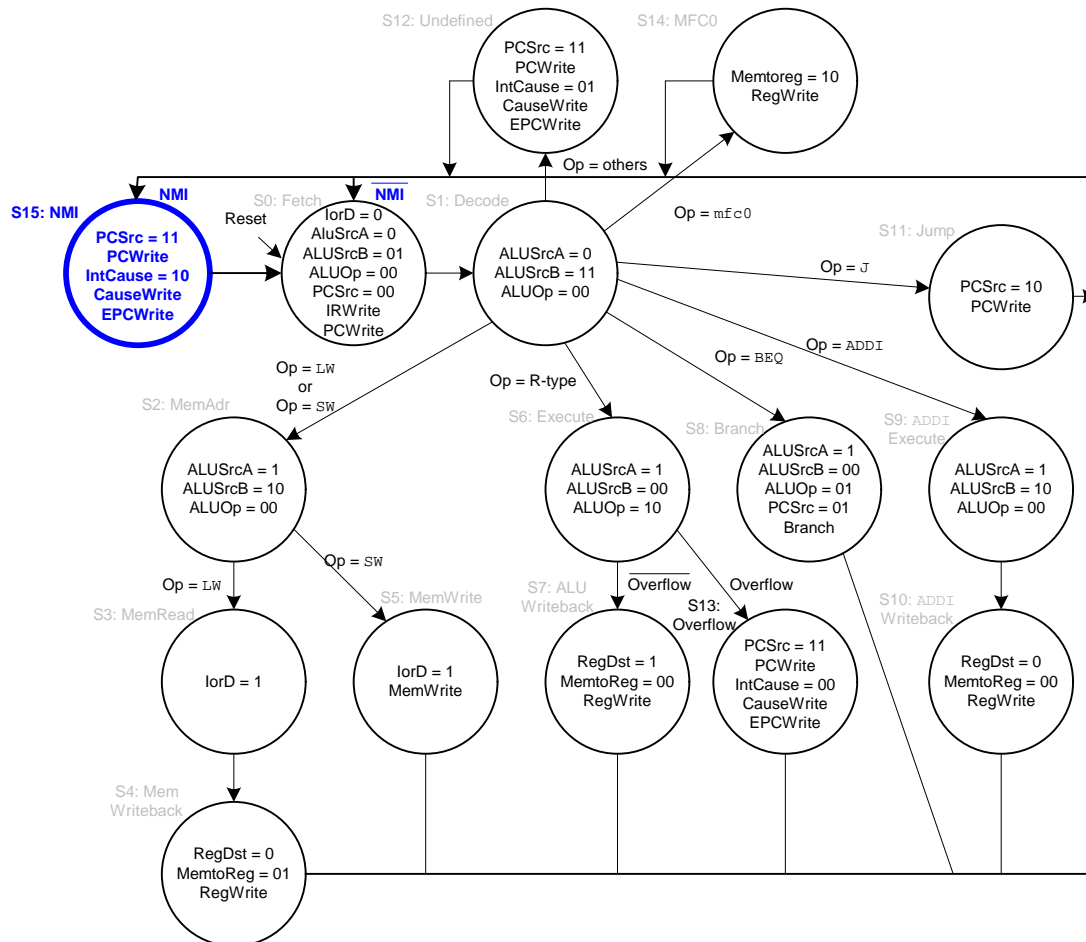 S12: Undefined
PCSrc = 11
PCWrite
IntCause = 01
CauseWrite
EPCWrite
S14: MFC0
Memtoreg = 10
RegWrite
Op = others
Op = mfc0
S15: NMI
NMI
PCSrc = 11
PCWrite
IntCause = 10
CauseWrite
EPCWrite
Reset
S0: Fetch
NMI
IorD = 0
AluSrcA = 0
ALUSrcB = 01
ALUOp = 00
PCSrc = 00
IRWrite
PCWrite
S1: Decode
ALUSrcA = 0
ALUSrcB = 11
ALUOp = 00
S11: Jump
Op = J
PCSrc = 10
PCWrite
Op = LW
or
Op = SW
Op = R-type
Op = BEQ
Op = ADDI
S2: MemAdr
ALUSrcA = 1
ALUSrcB = 10
ALUOp = 00
S6: Execute
ALUSrcA = 1
ALUSrcB = 00
ALUOp = 10
S8: Branch
ALUSrcA = 1
ALUSrcB = 00
ALUOp = 01
PCSrc = 01
Branch
S9: ADDI
Execute
ALUSrcA = 1
ALUSrcB = 10
ALUOp = 00
Op = LW
Op = SW
Overflow
Overflow
S3: MemRead
IorD = 1
S5: MemWrite
IorD = 1
MemWrite
S7: ALU
Writeback
RegDst = 1
MemtoReg = 00
RegWrite
S13:
Overflow
PCSrc = 11
PCWrite
IntCause = 00
CauseWrite
EPCWrite
S10: ADDI
Writeback
RegDst = 0
MemtoReg = 00
RegWrite
S4: Mem
Writeback
RegDst = 0
MemtoReg = 01
RegWrite